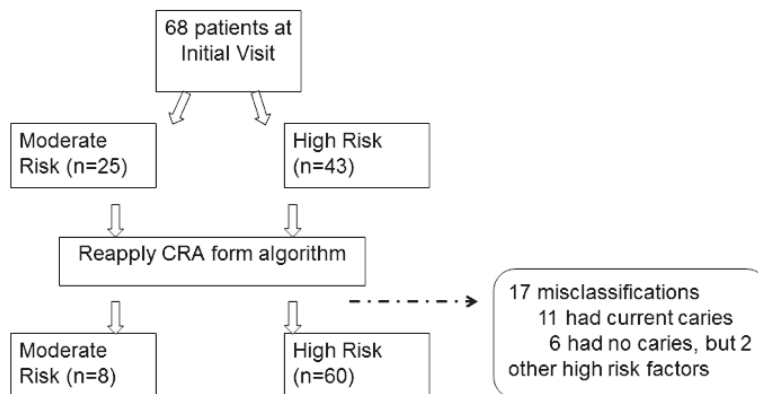 68 patients at
Initial Visit
Moderate
Risk (n=25)
High Risk
(n=43)
Reapply CRA form algorithm
17 misclassifications
11 had current caries
6 had no caries, but 2
other high risk factors
Moderate
Risk (n=8)
High Risk
(n=60)